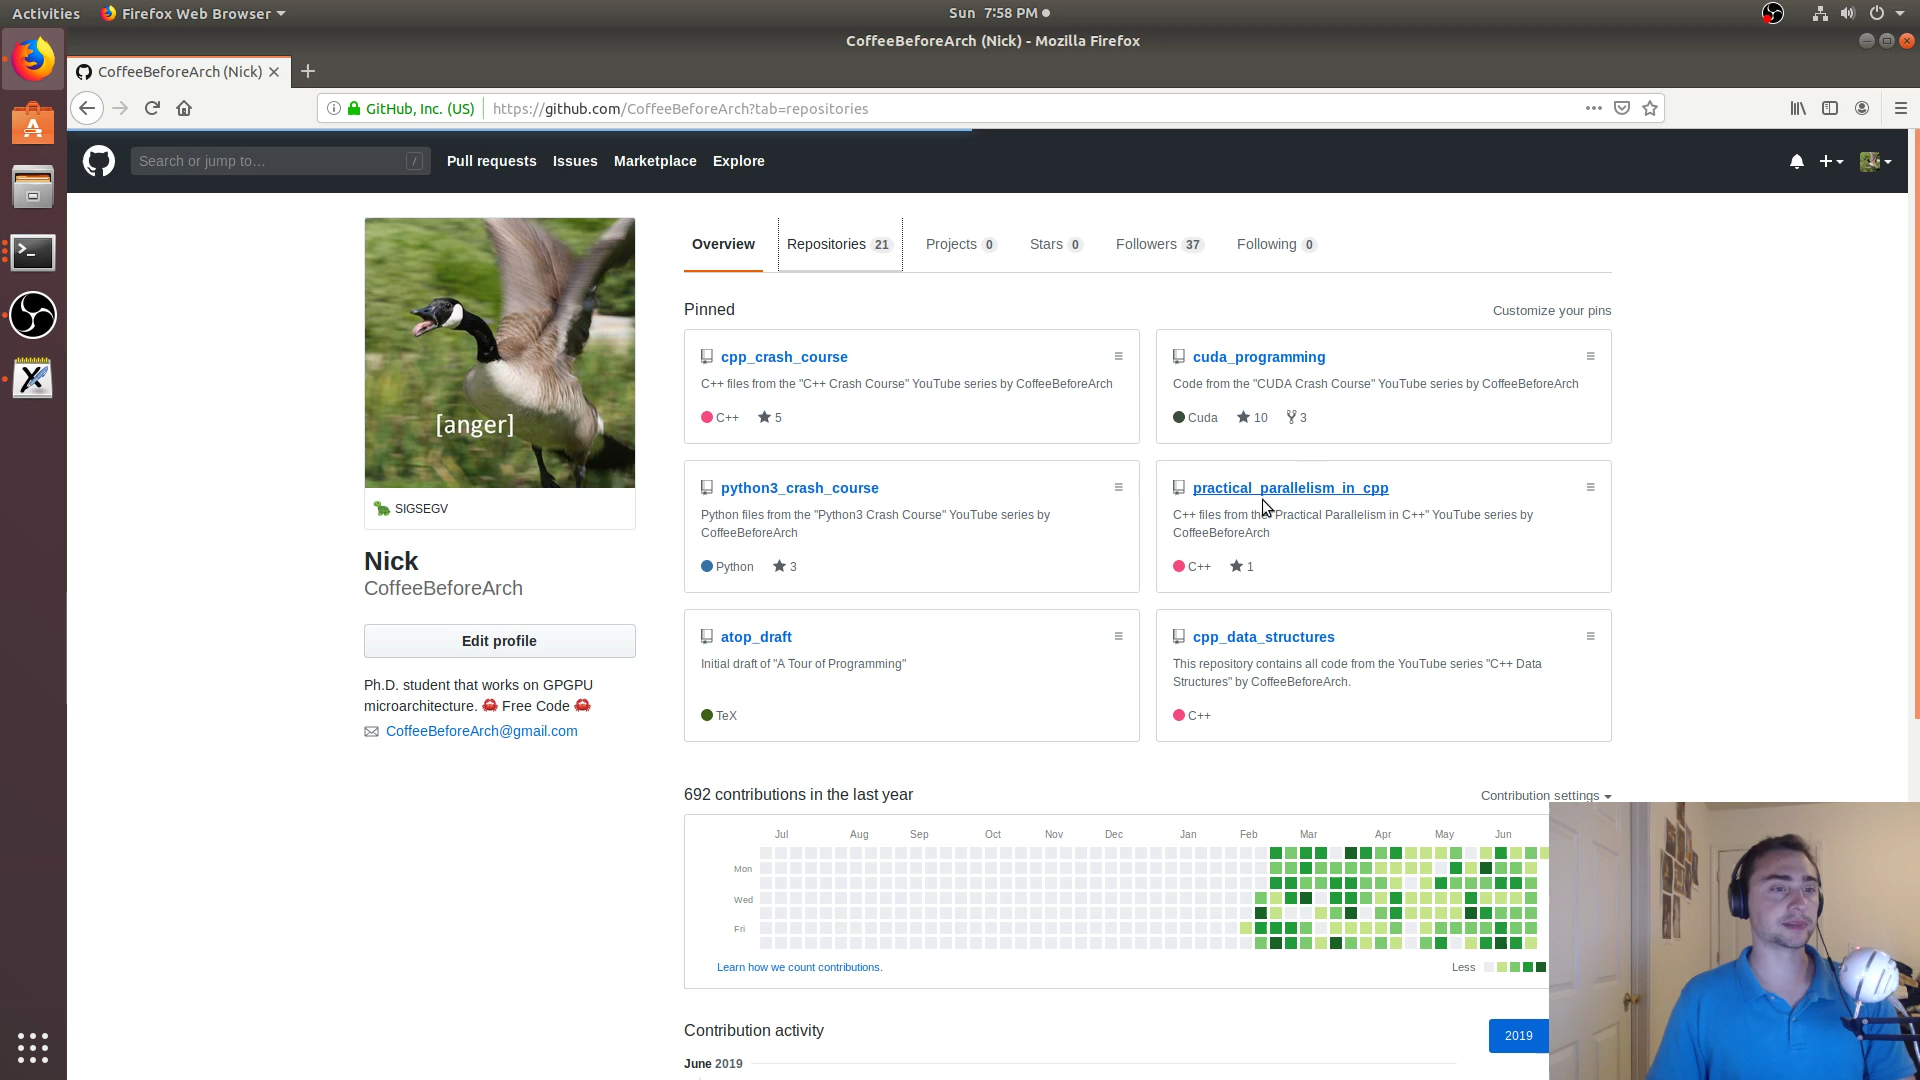 Activities Firefox Web Browser Sun 7:58 PM
CoffeeBeforeArch (Nick) - Mozilla Firefox
CoffeeBeforeArch (Nick)
GitHub, Inc. (US) https://github.com/CoffeeBeforeArch?tab=repositories
Search or jump to… / Pull requests Issues Marketplace Explore
[anger]
SIGSEGV
Nick
CoffeeBeforeArch
Edit profile
Ph.D. student that works on GPGPU
microarchitecture. 🦀 Free Code 🦀
CoffeeBeforeArch@gmail.com
Overview Repositories 21 Projects 0 Stars 0 Followers 37 Following 0
Pinned Customize your pins
cpp_crash_course
C++ files from the "C++ Crash Course" YouTube series by CoffeeBeforeArch
C++ 5
cuda_programming
Code from the "CUDA Crash Course" YouTube series by CoffeeBeforeArch
Cuda 10 3
python3_crash_course
Python files from the "Python3 Crash Course" YouTube series by
CoffeeBeforeArch
Python 3
practical_parallelism_in_cpp
C++ files from the "Practical Parallelism in C++" YouTube series by
CoffeeBeforeArch
C++ 1
atop_draft
Initial draft of "A Tour of Programming"
TeX
cpp_data_structures
This repository contains all code from the YouTube series "C++ Data
Structures" by CoffeeBeforeArch.
C++
692 contributions in the last year Contribution settings
Jul Aug Sep Oct Nov Dec Jan Feb Mar Apr May Jun
Mon
Wed
Fri
Learn how we count contributions. Less
Contribution activity 2019
June 2019